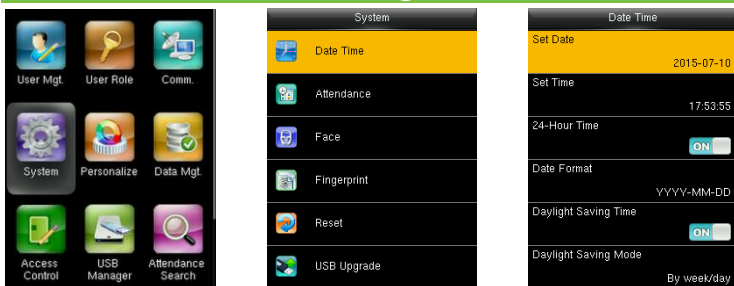 User Mgt.
User Role
Comm.
System
Personalize
Data Mgt.
Access
Control
USB
Manager
Attendance
Search
System
Date Time
Attendance
Face
Fingerprint
Reset
USB Upgrade
Date Time
Set Date
2015-07-10
Set Time
17:53:55
24-Hour Time
ON
Date Format
YYYY-MM-DD
Daylight Saving Time
ON
Daylight Saving Mode
By week/day